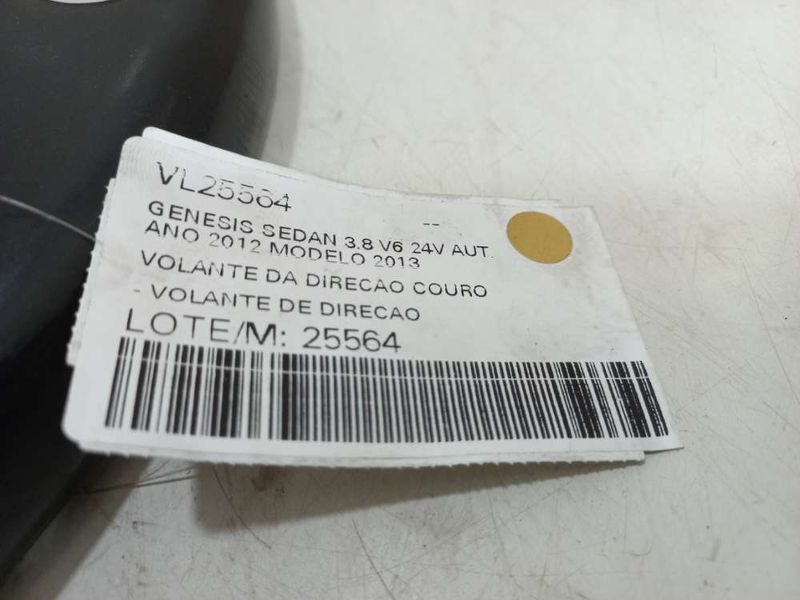 VL25564
--
GENESIS SEDAN 3.8 V6 24V AUT.
ANO 2012 MODELO 2013
VOLANTE DA DIRECAO COURO
- VOLANTE DE DIRECAO
LOTE/M: 25564